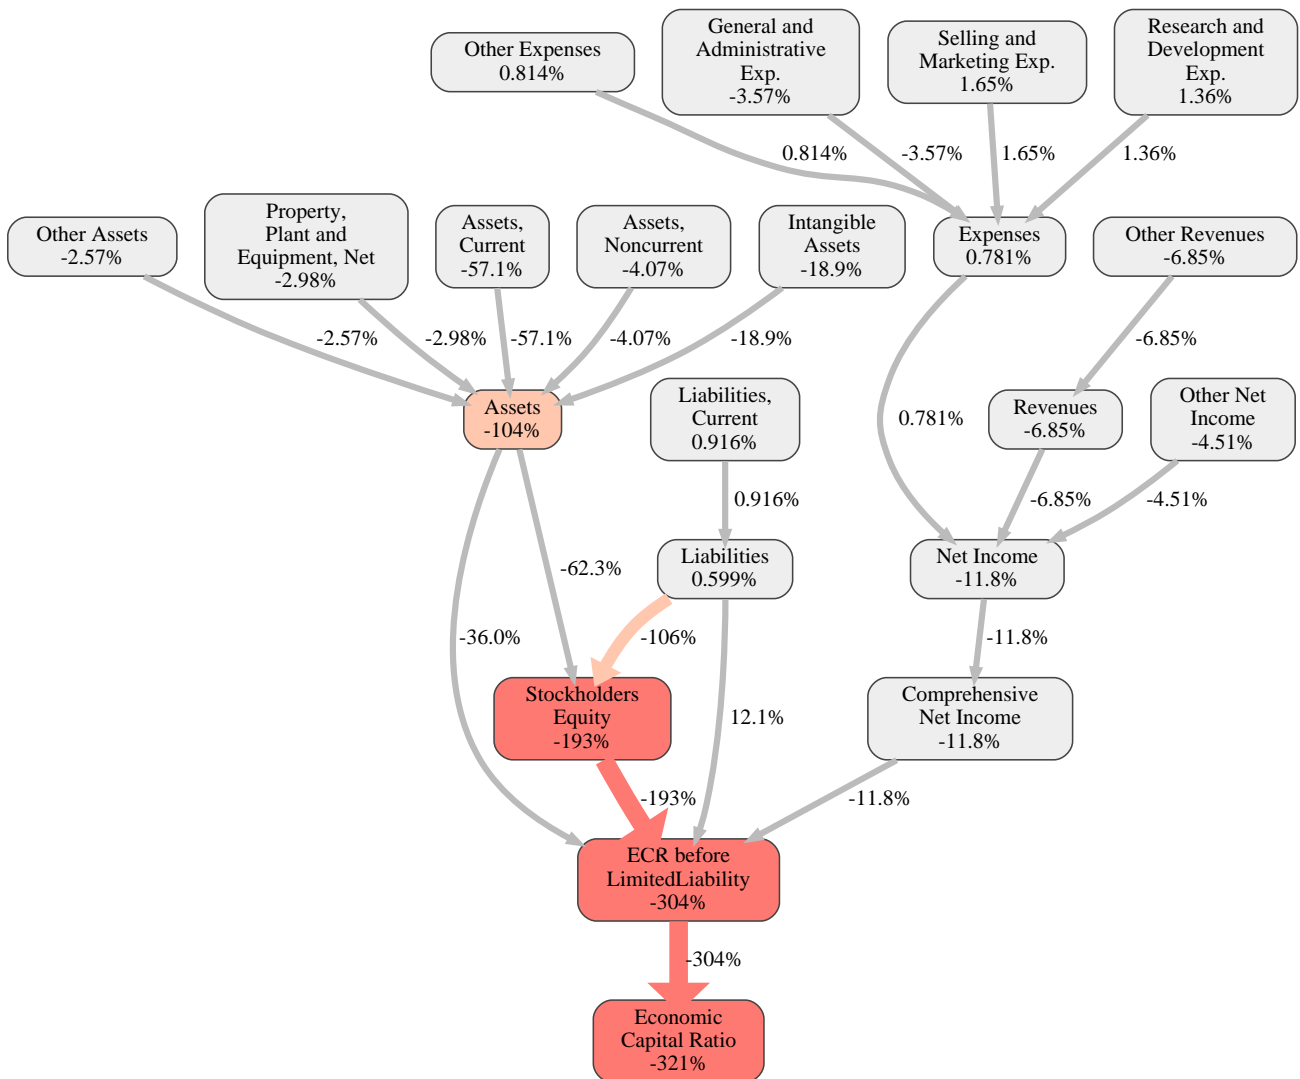 Other Expenses
0.814%
General and
Administrative
Exp.
-3.57%
Selling and
Marketing Exp.
1.65%
Research and
Development
Exp.
1.36%
0.814%
-3.57%
1.65%
1.36%
Other Assets
-2.57%
Property,
Plant and
Equipment, Net
-2.98%
Assets,
Current
-57.1%
Assets,
Noncurrent
-4.07%
Intangible
Assets
-18.9%
Expenses
0.781%
Other Revenues
-6.85%
-2.57%
-2.98%
-57.1%
-4.07%
-18.9%
-6.85%
Assets
-104%
Liabilities,
Current
0.916%
0.781%
Revenues
-6.85%
Other Net
Income
-4.51%
0.916%
-6.85%
-4.51%
-62.3%
Liabilities
0.599%
Net Income
-11.8%
-36.0%
-106%
-11.8%
Stockholders
Equity
-193%
12.1%
Comprehensive
Net Income
-11.8%
-193%
-11.8%
ECR before
LimitedLiability
-304%
-304%
Economic
Capital Ratio
-321%